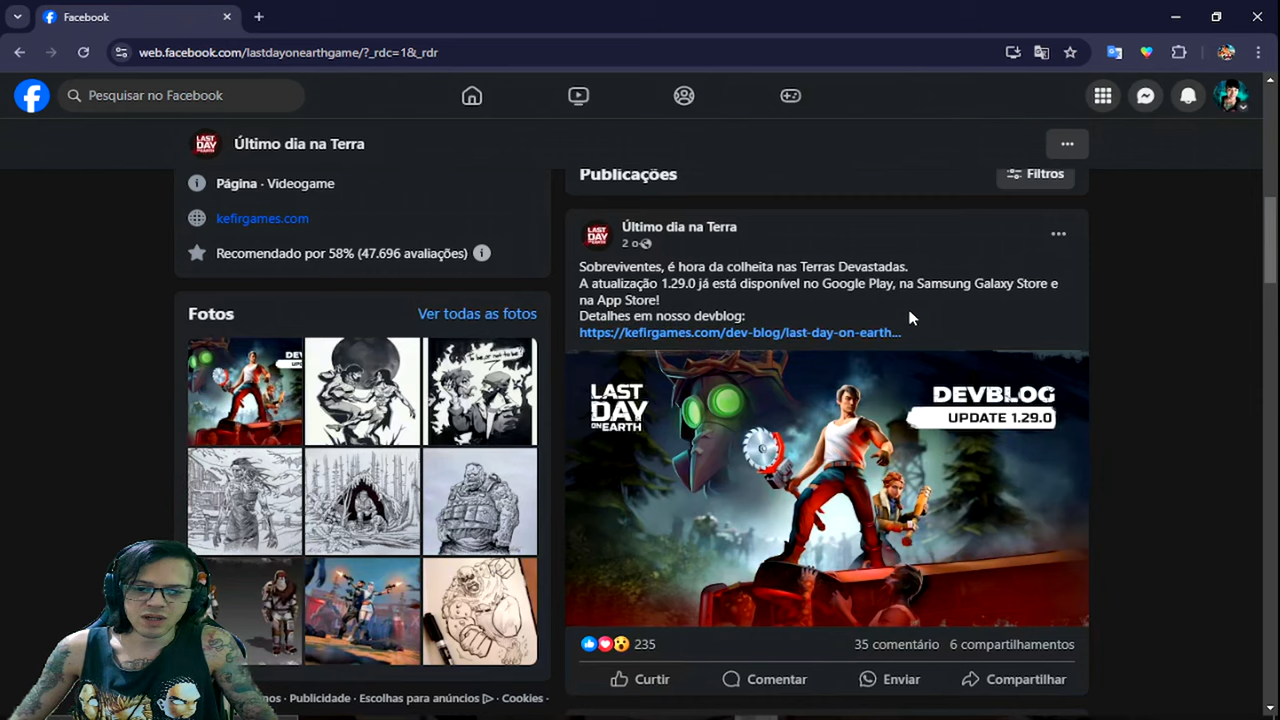 Facebook
web.facebook.com/lastdayonearthgame/?_rdc=1&_rdr
Pesquisar no Facebook
Último dia na Terra
Página · Videogame
kefirgames.com
Recomendado por 58% (47.696 avaliações)
Fotos
Ver todas as fotos
Publicidade · Escolhas para anúncios · Cookies ·
Publicações
Filtros
Último dia na Terra
2 o
Sobreviventes, é hora da colheita nas Terras Devastadas.
A atualização 1.29.0 já está disponível no Google Play, na Samsung Galaxy Store e
na App Store!
Detalhes em nosso devblog:
https://kefirgames.com/dev-blog/last-day-on-earth...
LAST
DAY
ON EARTH
DEVBLOG
UPDATE 1.29.0
235
35 comentário
6 compartilhamentos
Curtir
Comentar
Enviar
Compartilhar